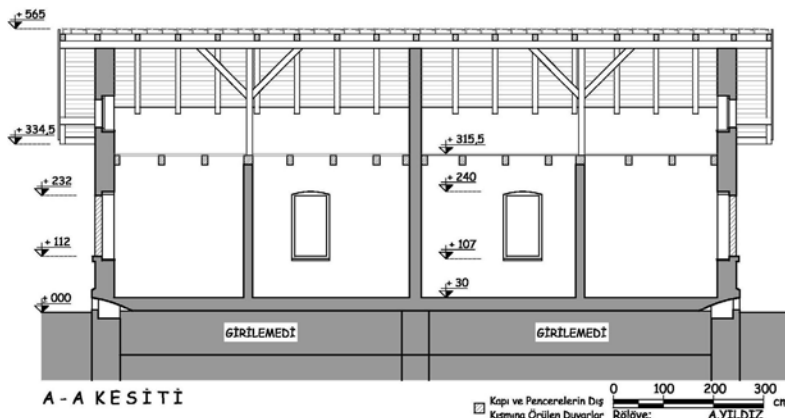 + 565
+ 334,5
+ 315,5
+ 232
+ 240
+ 112
+ 107
+ 30
+ 000
GİRİLEMEDİ
GİRİLEMEDİ
A-A KESİTİ
Kapı ve Pencerelerin Dış
Kısmına Örülen Duvarlar
0 100 200 300 cm
Rölöve: A.YILDIZ